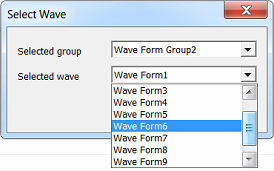 Select Wave
Selected group
Wave Form Group2
Selected wave
Wave Form1
Wave Form3
Wave Form4
Wave Form5
Wave Form6
Wave Form7
Wave Form8
Wave Form9